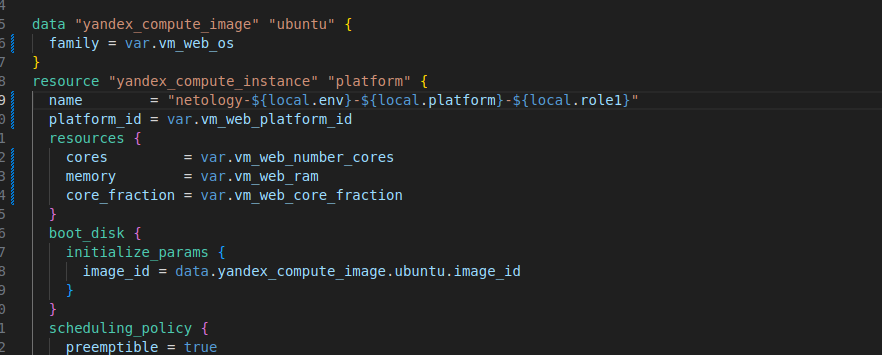 4
5 data "yandex_compute_image" "ubuntu" {
6   family = var.vm_web_os
7 }
8 resource "yandex_compute_instance" "platform" {
9   name        = "netology-${local.env}-${local.platform}-${local.role1}"
0   platform_id = var.vm_web_platform_id
1   resources {
2     cores         = var.vm_web_number_cores
3     memory        = var.vm_web_ram
4     core_fraction = var.vm_web_core_fraction
5   }
6   boot_disk {
7     initialize_params {
8       image_id = data.yandex_compute_image.ubuntu.image_id
9     }
0   }
1   scheduling_policy {
2     preemptible = true